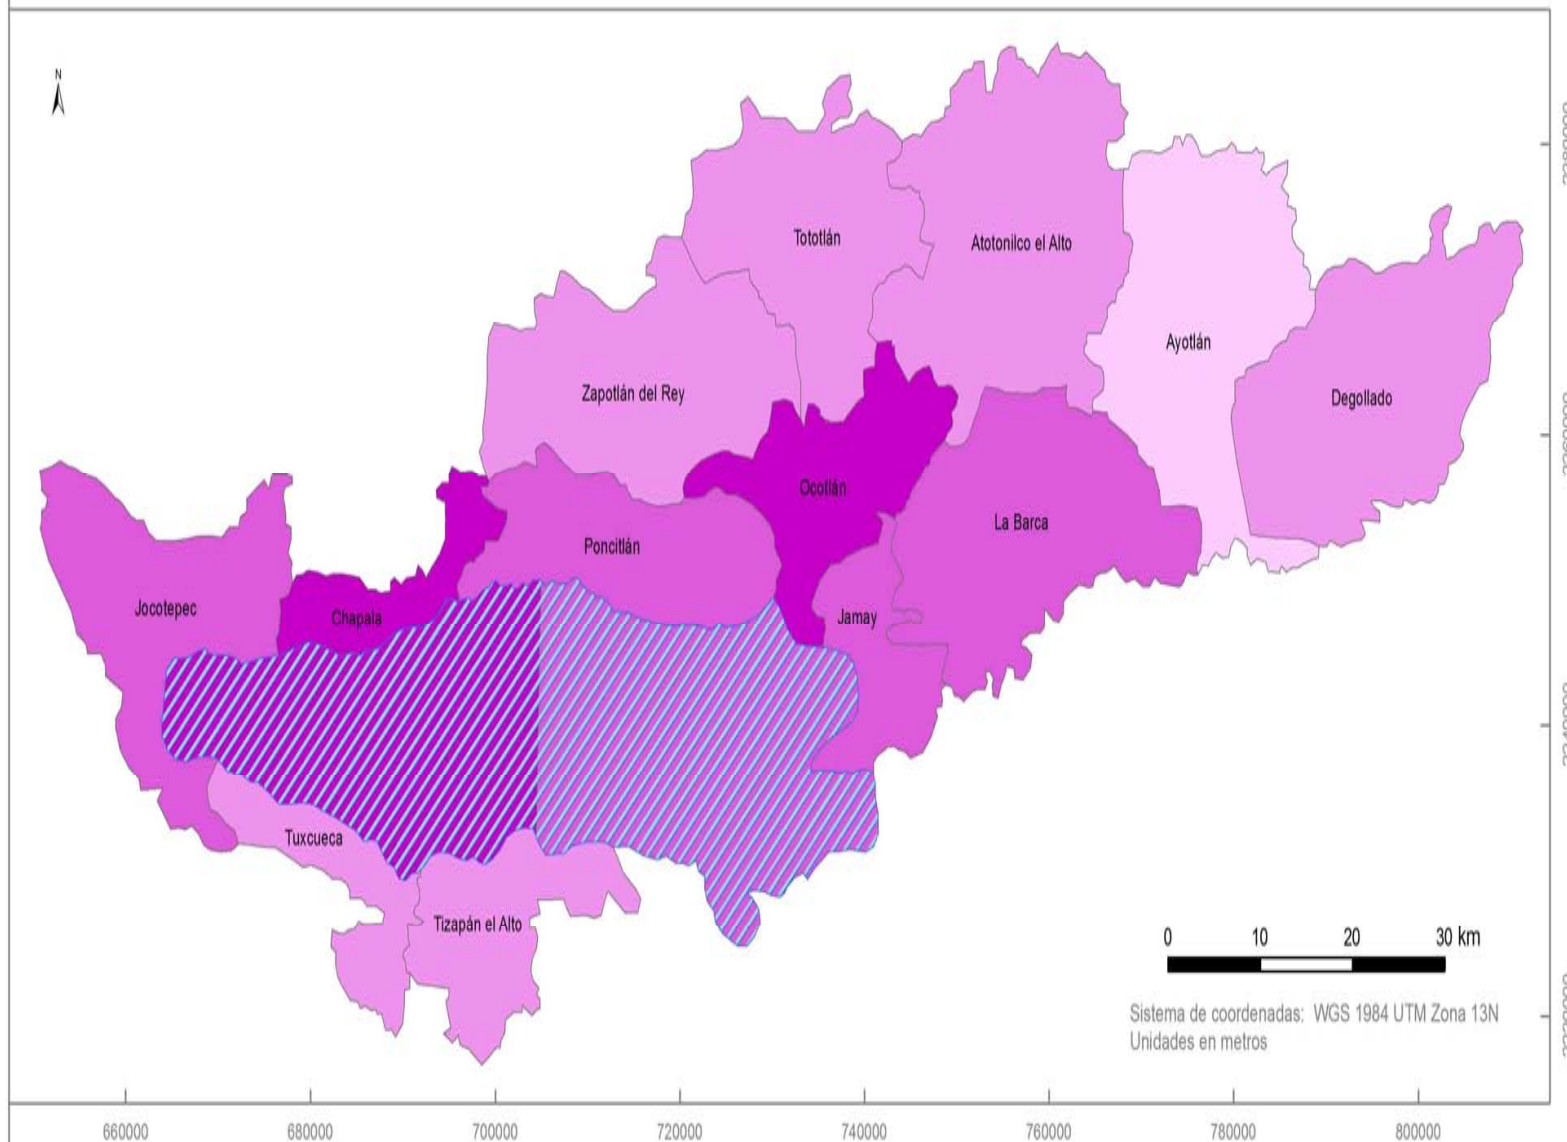 N
Tototlán
Atotonilco el Alto
Ayotlán
Zapotlán del Rey
Degollado
Ocotlán
La Barca
Poncitlán
Jocotepec
Chapala
Jamay
Tuxcueca
Tizapán el Alto
0 10 20 30 km
Sistema de coordenadas: WGS 1984 UTM Zona 13N
Unidades en metros
660000 680000 700000 720000 740000 760000 780000 800000